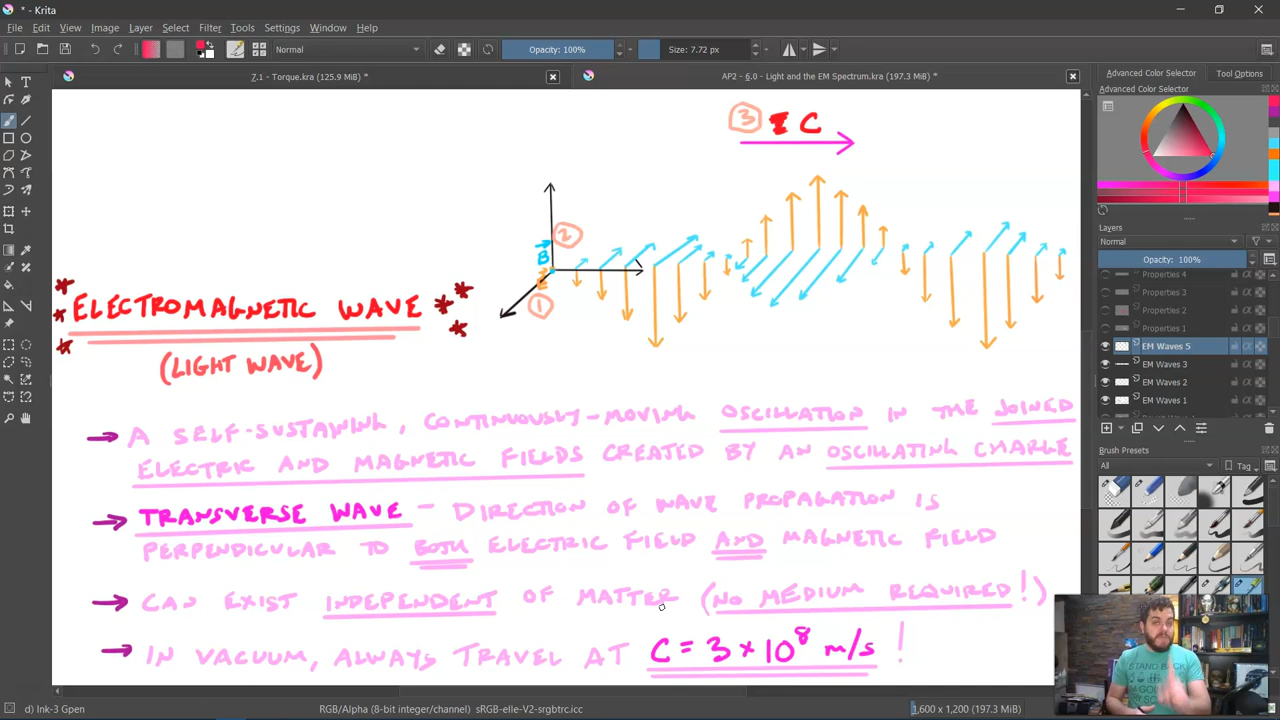 * - Krita
File Edit View Image Layer Select Filter Tools Settings Window Help
Normal
Opacity: 100%
Size: 7.72 px
7.1 - Torque.kra (125.9 MiB) *
AP2 - 6.0 - Light and the EM Spectrum.kra (197.3 MiB) *
Advanced Color Selector
Tool Options
Advanced Color Selector
3 C
2
B
E
1
* ELECTROMAGNETIC WAVE *
(LIGHT WAVE)
→ A SELF-SUSTAINING, CONTINUOUSLY-MOVING OSCILLATION IN THE JOINED
ELECTRIC AND MAGNETIC FIELDS CREATED BY AN OSCILLATING CHARGE
→ TRANSVERSE WAVE - DIRECTION OF WAVE PROPAGATION IS
PERPENDICULAR TO BOTH ELECTRIC FIELD AND MAGNETIC FIELD
→ CAN EXIST INDEPENDENT OF MATTER (NO MEDIUM REQUIRED!)
→ IN VACUUM, ALWAYS TRAVEL AT C = 3 × 10⁸ m/s !
Layers
Normal
Opacity: 100%
Properties 4
Properties 3
Properties 2
Properties 1
EM Waves 5
EM Waves 3
EM Waves 2
EM Waves 1
Brush Presets
All
Tag
STAND BACK
d) Ink-3 Gpen
RGB/Alpha (8-bit integer/channel) sRGB-elle-V2-srgbtrc.icc
1,600 x 1,200 (197.3 MiB)